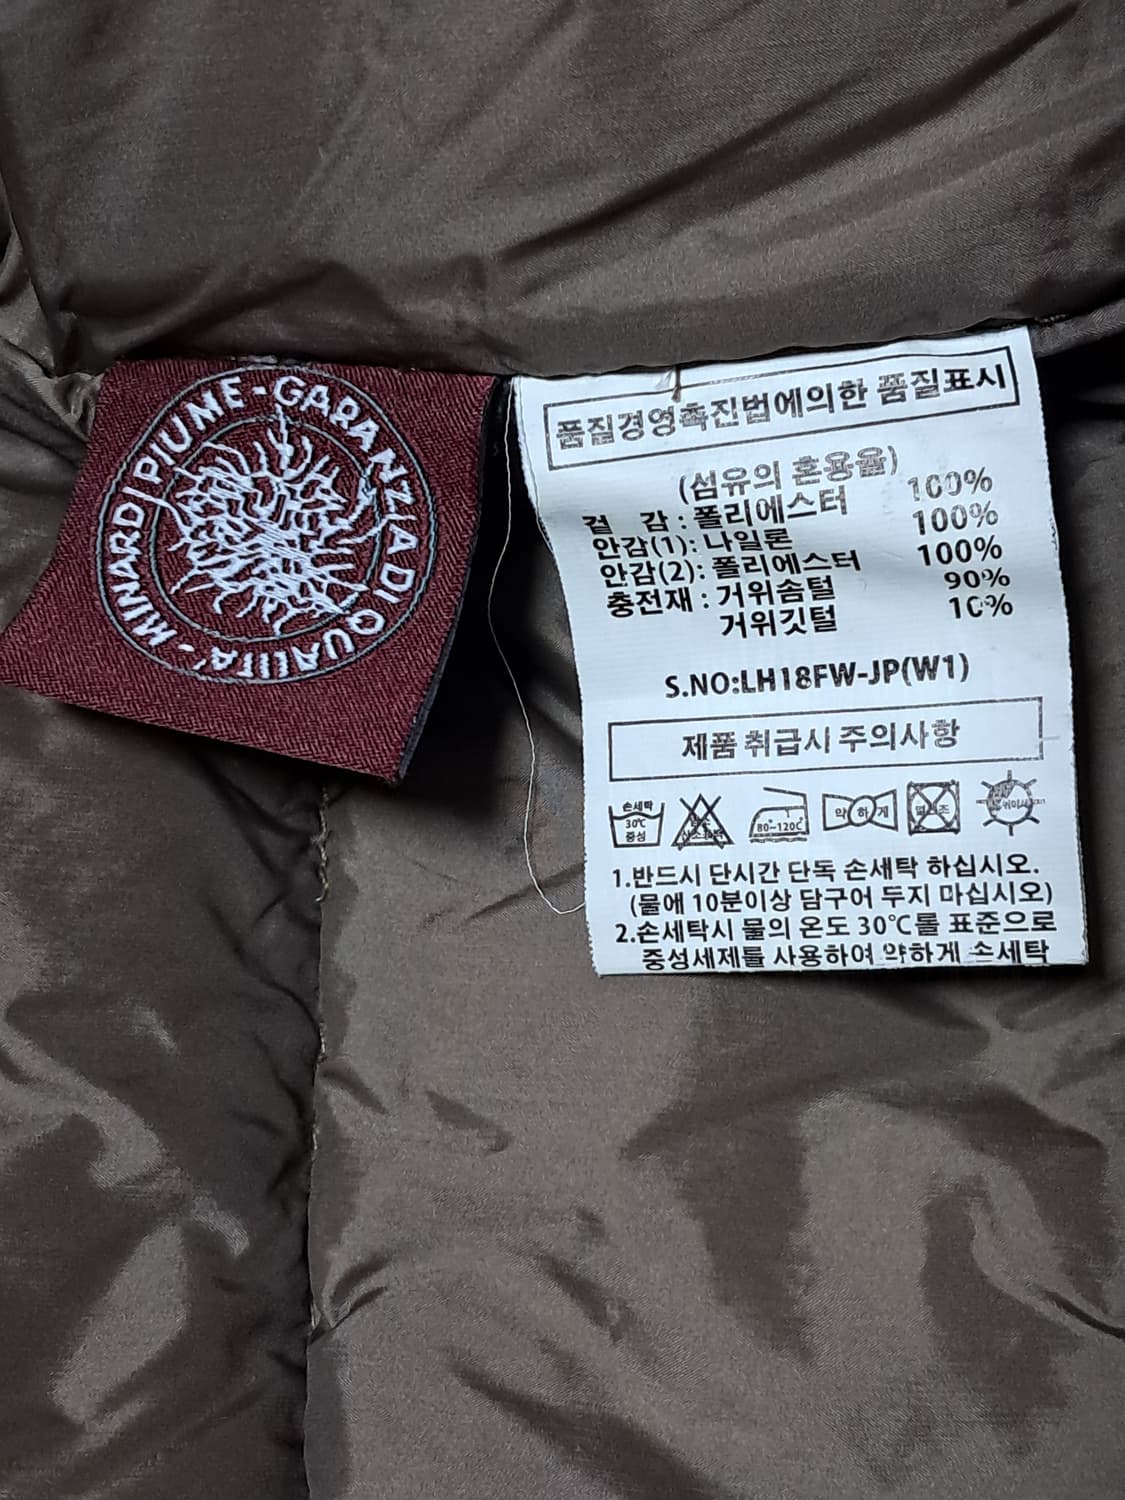 MINARDI PIUME - GARANZIA DI QUALITA' -
품질경영촉진법에의한 품질표시
(섬유의 혼용율)
겉 감 : 폴리에스터 100%
안감(1): 나일론 100%
안감(2): 폴리에스터 100%
충전재 : 거위솜털 90%
거위깃털 10%
S.NO:LH18FW-JP(W1)
제품 취급시 주의사항
손세탁
30℃
중성
80~120℃
약하게
1.반드시 단시간 단독 손세탁 하십시오.
(물에 10분이상 담구어 두지 마십시오)
2.손세탁시 물의 온도 30℃를 표준으로
중성세제를 사용하여 약하게 손세탁